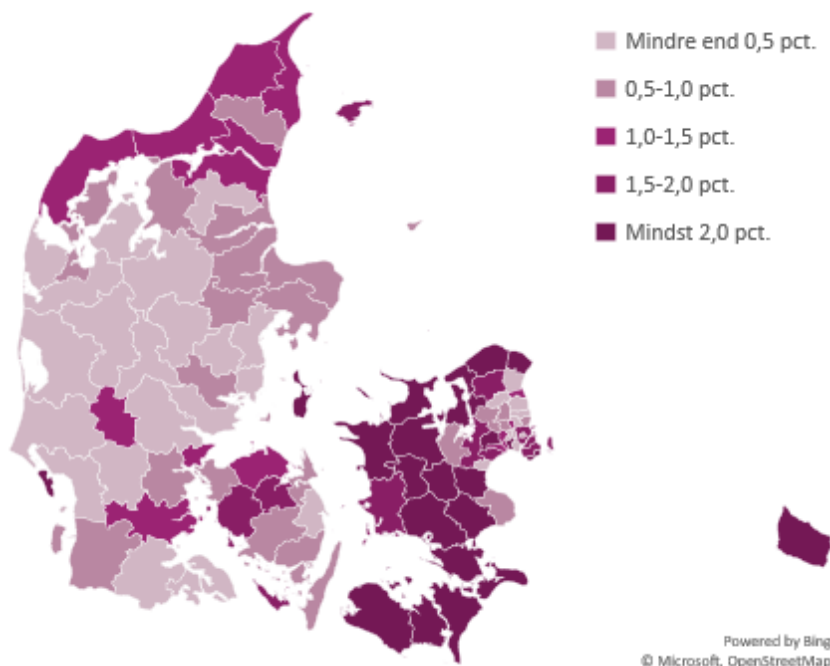 Mindre end 0,5 pct.
0,5-1,0 pct.
1,0-1,5 pct.
1,5-2,0 pct.
Mindst 2,0 pct.
Powered by Bing
© Microsoft, OpenStreetMap